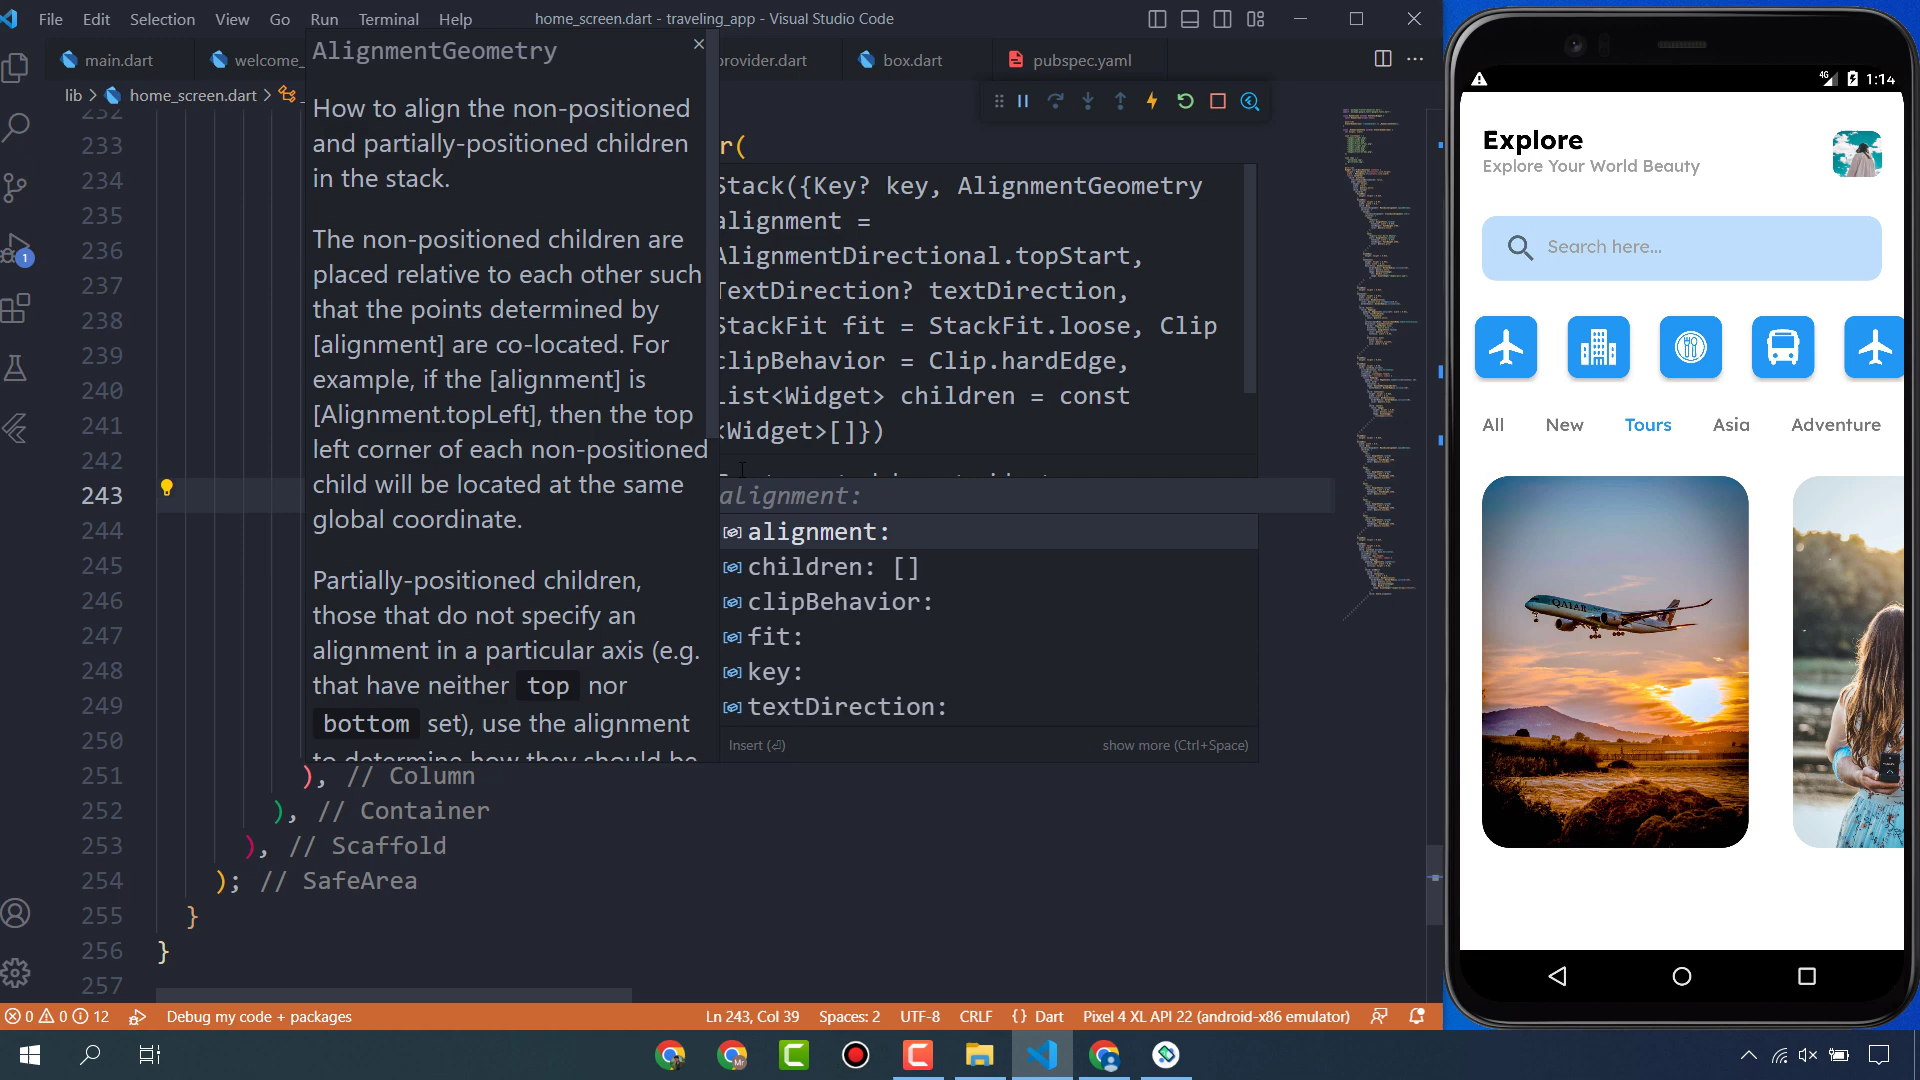 File Edit Selection View Go Run Terminal Help
home_screen.dart - traveling_app - Visual Studio Code
main.dart
welcome_
rovider.dart
box.dart
pubspec.yaml
lib > home_screen.dart >
AlignmentGeometry
How to align the non-positioned
and partially-positioned children
in the stack.
The non-positioned children are
placed relative to each other such
that the points determined by
[alignment] are co-located. For
example, if the [alignment] is
[Alignment.topLeft], then the top
left corner of each non-positioned
child will be located at the same
global coordinate.
Partially-positioned children,
those that do not specify an
alignment in a particular axis (e.g.
that have neither top nor
bottom set), use the alignment
to determine how they should be
r(
Stack({Key? key, AlignmentGeometry
alignment =
AlignmentDirectional.topStart,
TextDirection? textDirection,
StackFit fit = StackFit.loose, Clip
clipBehavior = Clip.hardEdge,
List<Widget> children = const
<Widget>[]})
alignment:
alignment:
children: []
clipBehavior:
fit:
key:
textDirection:
Insert
show more (Ctrl+Space)
232
233
234
235
236
237
238
239
240
241
242
243
244
245
246
247
248
249
250
251 ), // Column
252 ), // Container
253 ), // Scaffold
254 ); // SafeArea
255 }
256 }
257
1
0 0 12
Debug my code + packages
Ln 243, Col 39
Spaces: 2
UTF-8
CRLF
{} Dart
Pixel 4 XL API 22 (android-x86 emulator)
4G 1:14
Explore
Explore Your World Beauty
Search here...
All New Tours Asia Adventure
QATAR